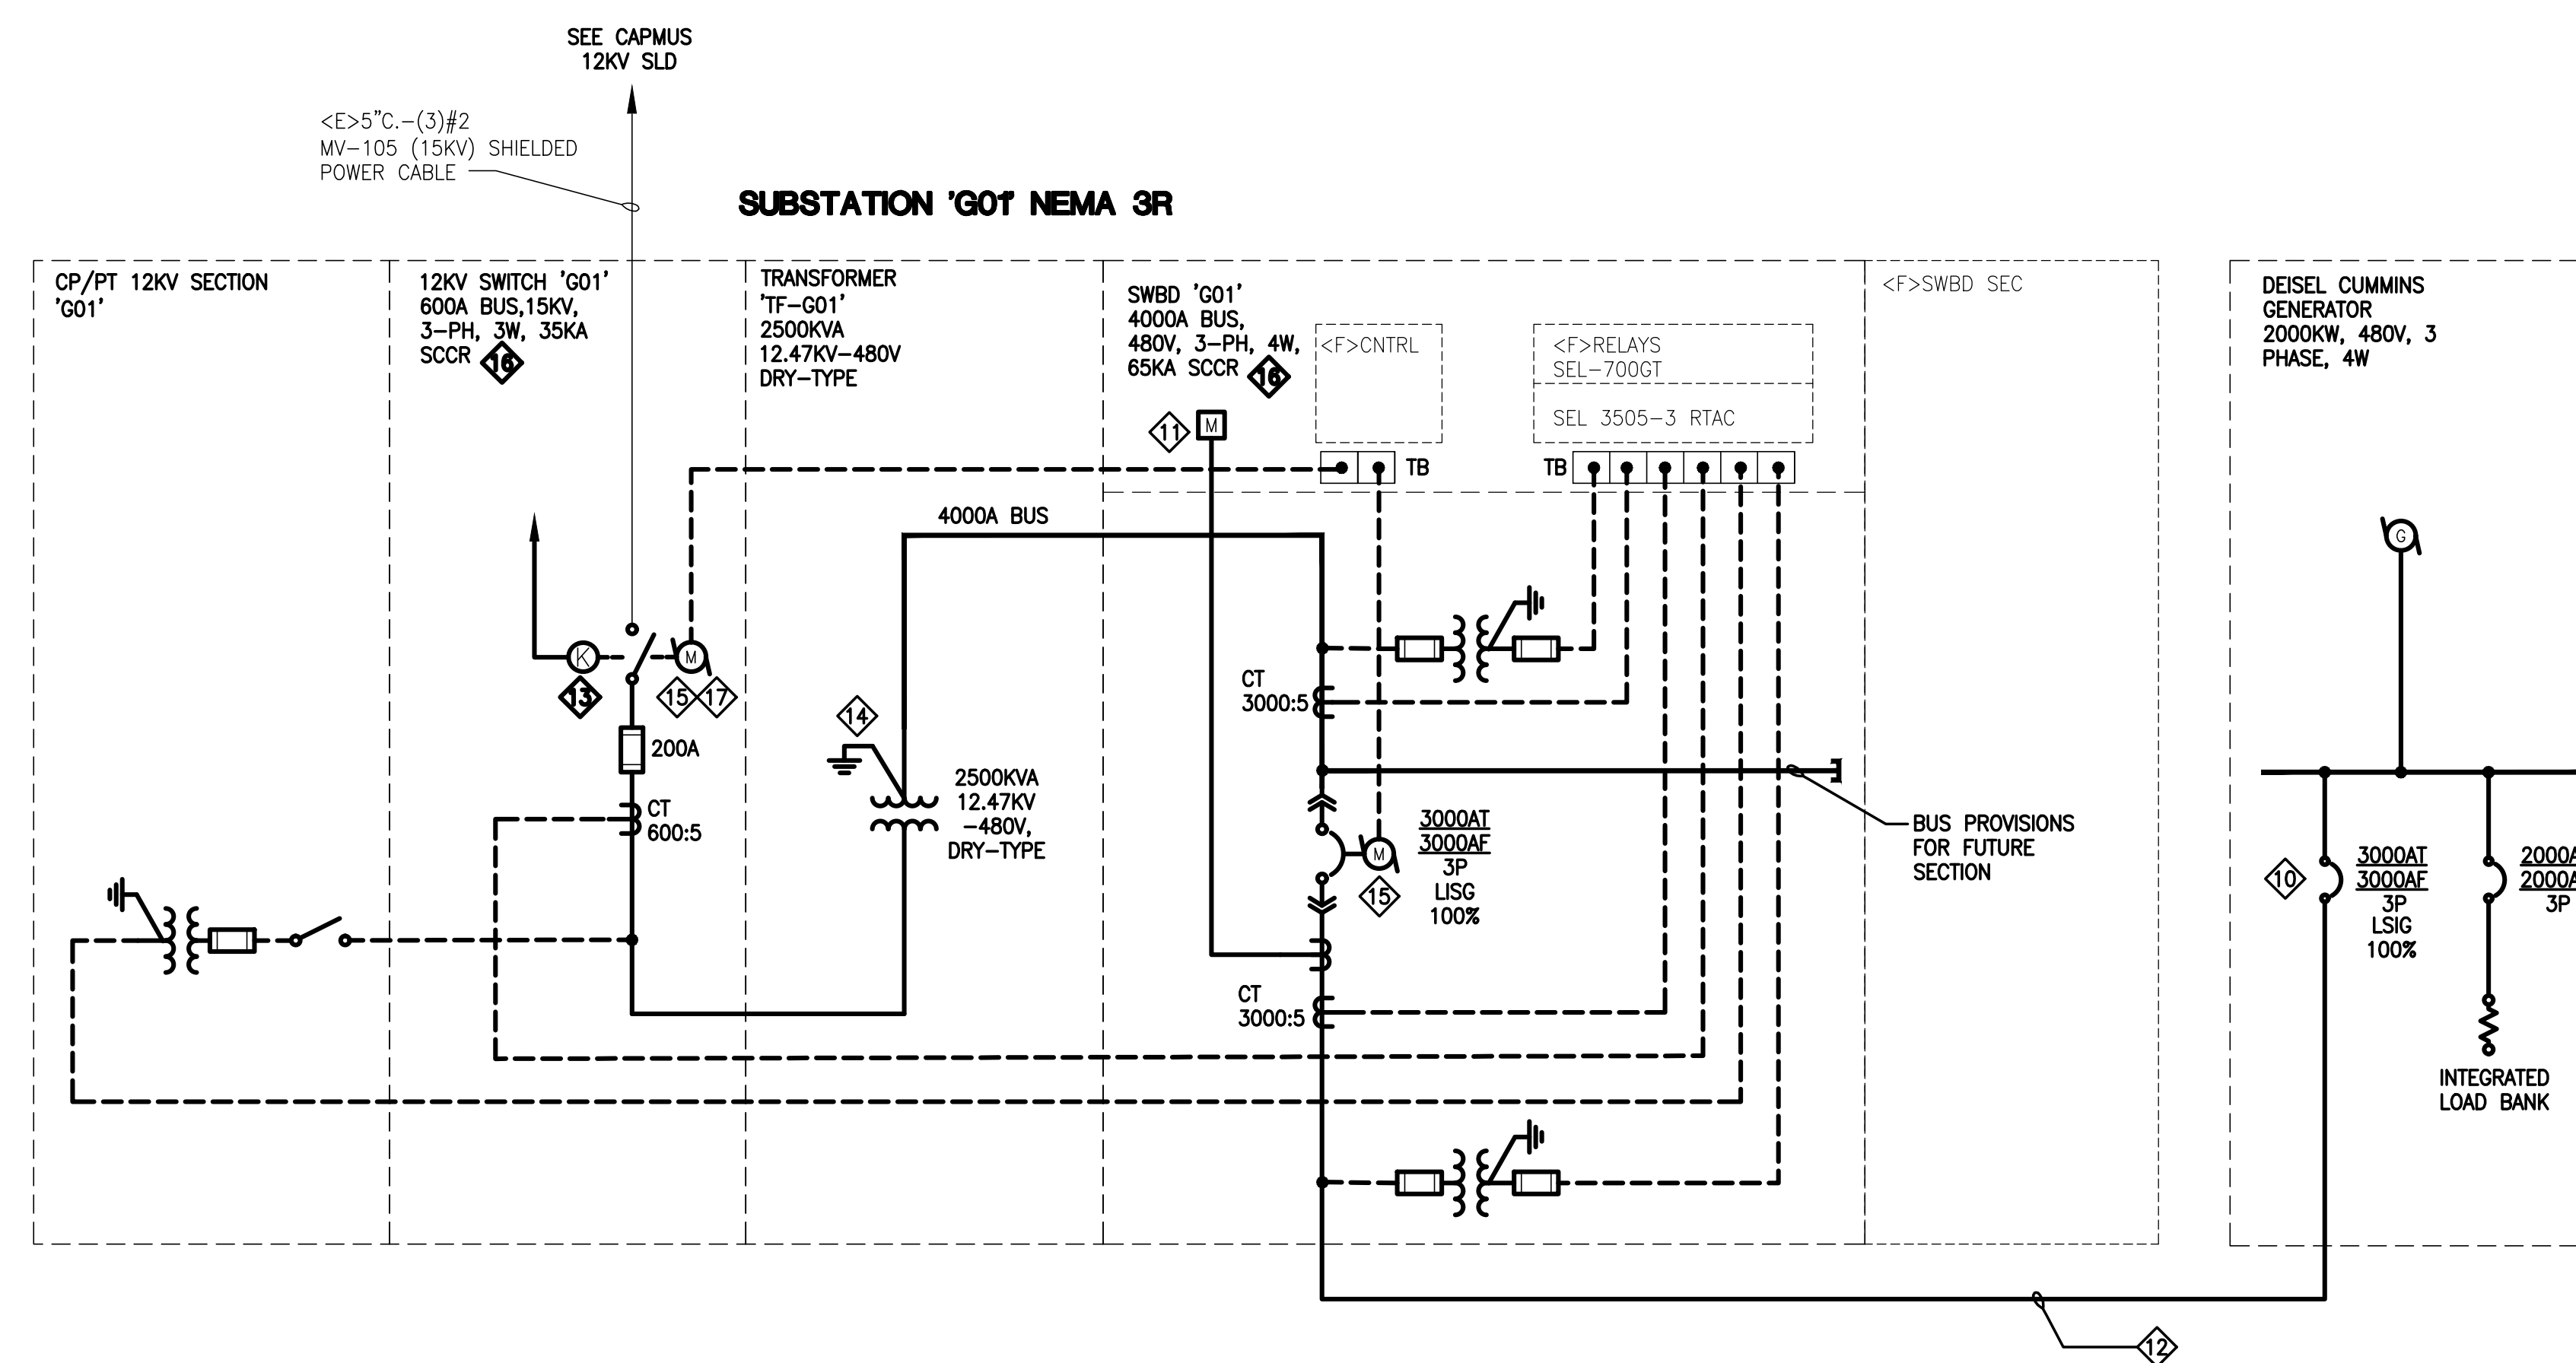 SEE CAPMUS
12KV SLD
<E>5"C.-(3)#2
MV-105 (15KV) SHIELDED
POWER CABLE
SUBSTATION 'G01' NEMA 3R
CP/PT 12KV SECTION
'G01'
12KV SWITCH 'G01'
600A BUS,15KV,
3-PH, 3W, 35KA
SCCR 16
TRANSFORMER
'TF-G01'
2500KVA
12.47KV-480V
DRY-TYPE
SWBD 'G01'
4000A BUS,
480V, 3-PH, 4W,
65KA SCCR 16
<F>CNTRL
<F>RELAYS
SEL-700GT
SEL 3505-3 RTAC
<F>SWBD SEC
DEISEL CUMMINS
GENERATOR
2000KW, 480V, 3
PHASE, 4W
11 M
TB
TB
4000A BUS
G
K
M
13
15
17
200A
CT
600:5
14
2500KVA
12.47KV
-480V,
DRY-TYPE
CT
3000:5
M
15
3000AT
3000AF
3P
LISG
100%
BUS PROVISIONS
FOR FUTURE
SECTION
10
3000AT
3000AF
3P
LSIG
100%
2000A
2000A
3P
CT
3000:5
INTEGRATED
LOAD BANK
12